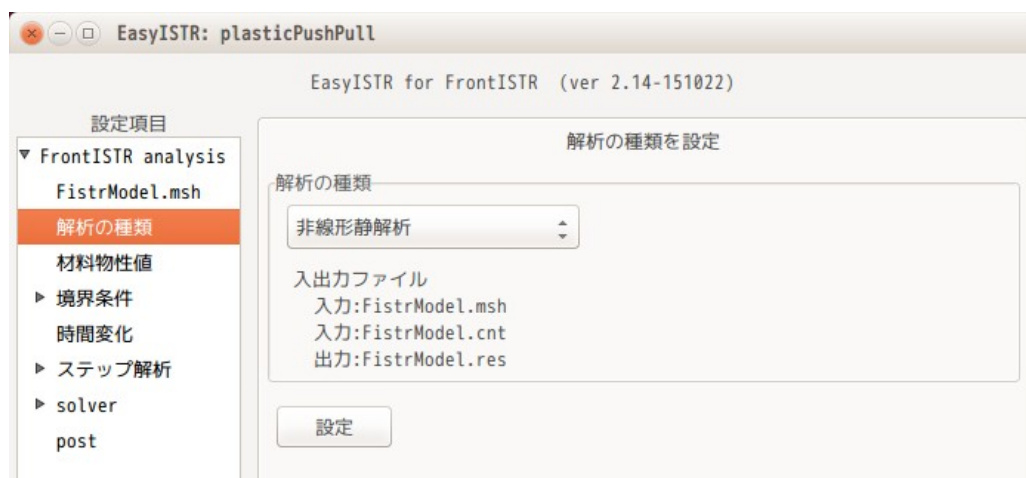 EasyISTR: plasticPushPull
EasyISTR for FrontISTR (ver 2.14-151022)
設定項目
FrontISTR analysis
FistrModel.msh
解析の種類
材料物性値
境界条件
時間変化
ステップ解析
solver
post
解析の種類を設定
解析の種類
非線形静解析
入出力ファイル
入力:FistrModel.msh
入力:FistrModel.cnt
出力:FistrModel.res
設定